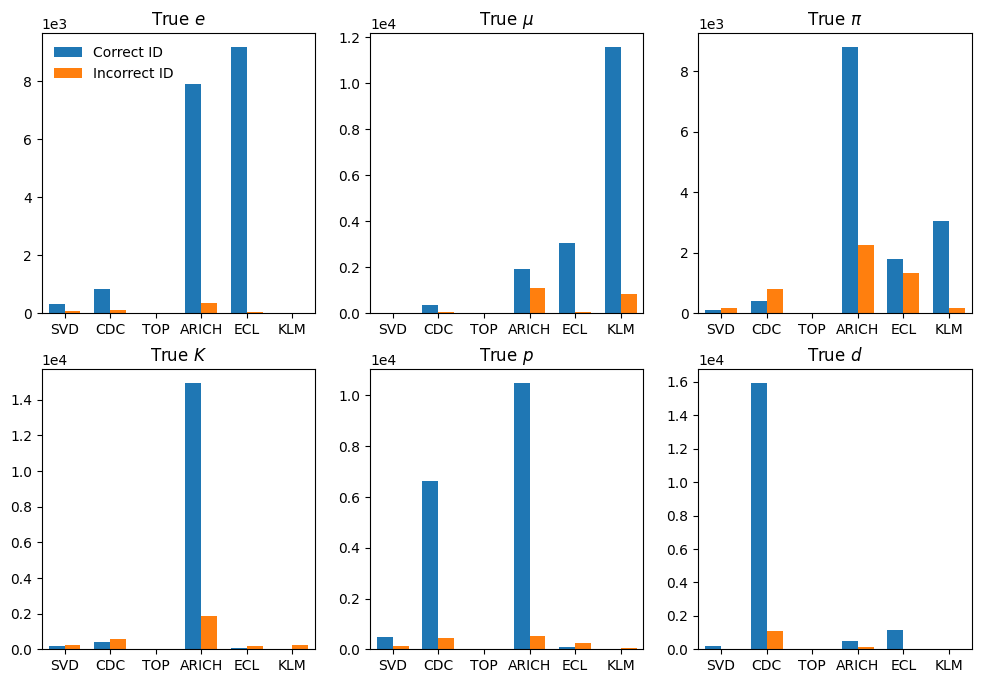 True e
1e3
Correct ID
Incorrect ID
8
6
4
2
0
SVD CDC TOP ARICH ECL KLM
True μ
1e4
1.2
1.0
0.8
0.6
0.4
0.2
0.0
SVD CDC TOP ARICH ECL KLM
True π
1e3
8
6
4
2
0
SVD CDC TOP ARICH ECL KLM
True K
1e4
1.4
1.2
1.0
0.8
0.6
0.4
0.2
0.0
SVD CDC TOP ARICH ECL KLM
True p
1e4
1.0
0.8
0.6
0.4
0.2
0.0
SVD CDC TOP ARICH ECL KLM
True d
1e4
1.6
1.4
1.2
1.0
0.8
0.6
0.4
0.2
0.0
SVD CDC TOP ARICH ECL KLM